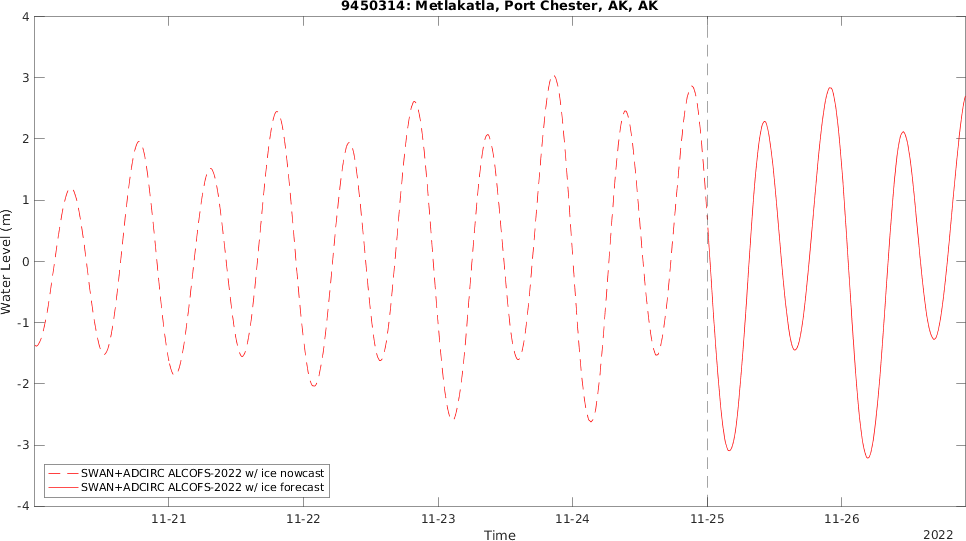 9450314: Metlakatla, Port Chester, AK, AK
4
3
2
1
0
-1
-2
-3
-4
Water Level (m)
SWAN+ADCIRC ALCOFS-2022 w/ ice nowcast
SWAN+ADCIRC ALCOFS-2022 w/ ice forecast
11-21 11-22 11-23 11-24 11-25 11-26
Time
2022